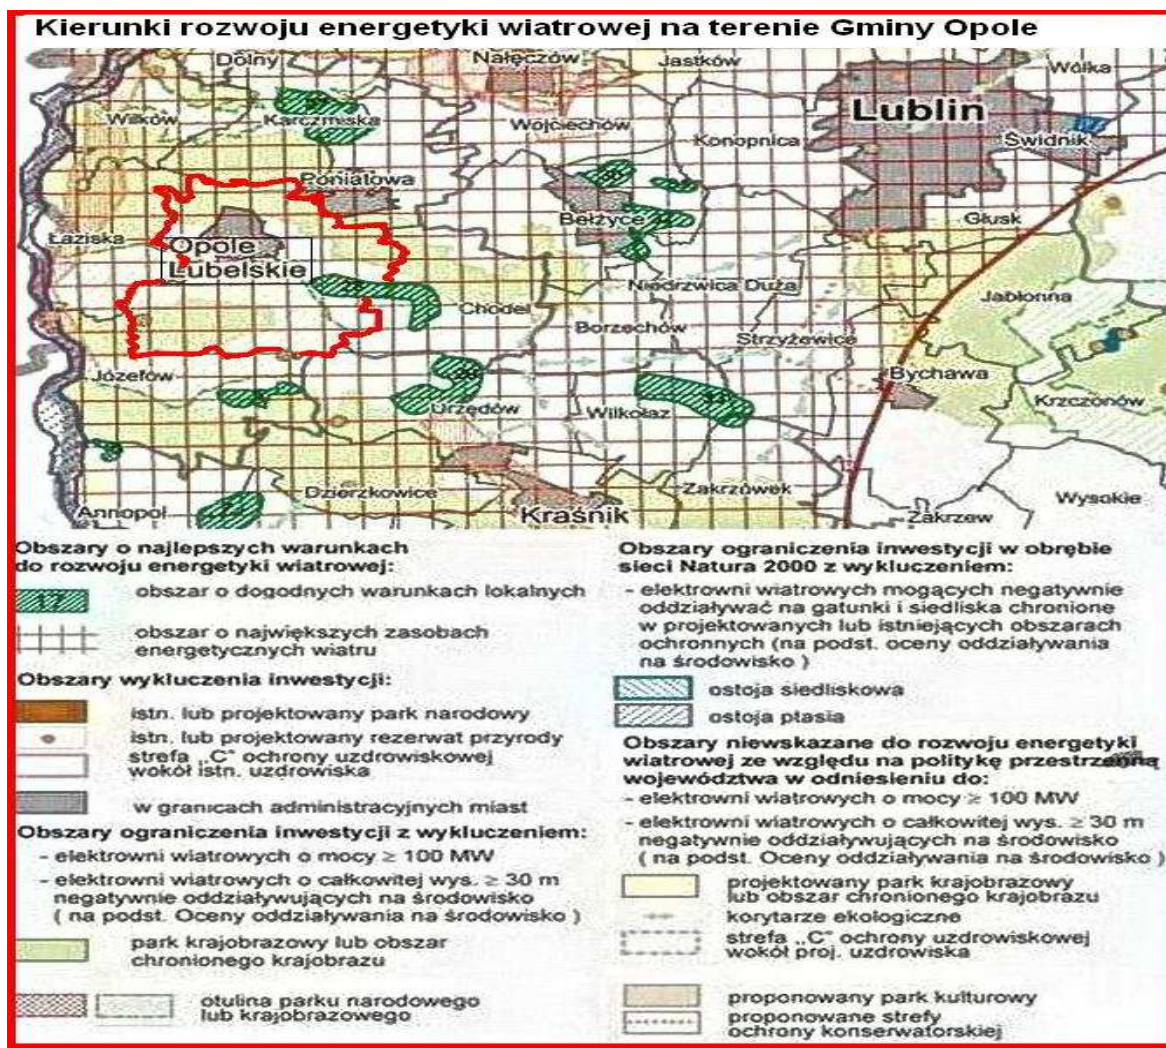 Kierunki rozwoju energetyki wiatrowej na terenie Gminy Opole
Dolny
Nałęczów
Jastków
Wólka
Wilków
Karczmiska
Wojciechów
Lublin
Konopnica
Świdnik
Poniatowa
Bełżyce
Głusk
Łaziska
Opole
Lubelskie
Niedrzwica Duża
Jabłonna
Chodel
Borzechów
Strzyżewice
Józefów
Bychawa
Urzędów
Wilkołaz
Krzczonów
Dzierzkowice
Zakrzówek
Wysokie
Annopol
Kraśnik
Zakrzew
Obszary o najlepszych warunkach
do rozwoju energetyki wiatrowej:
17
obszar o dogodnych warunkach lokalnych
obszar o największych zasobach
energetycznych wiatru
Obszary wykluczenia inwestycji:
istn. lub projektowany park narodowy
istn. lub projektowany rezerwat przyrody
strefa „C" ochrony uzdrowiskowej
wokół istn. uzdrowiska
w granicach administracyjnych miast
Obszary ograniczenia inwestycji z wykluczeniem:
- elektrowni wiatrowych o mocy ≥ 100 MW
- elektrowni wiatrowych o całkowitej wys. ≥ 30 m
negatywnie oddziaływujących na środowisko
( na podst. Oceny oddziaływania na środowisko )
park krajobrazowy lub obszar
chronionego krajobrazu
otulina parku narodowego
lub krajobrazowego
Obszary ograniczenia inwestycji w obrębie
sieci Natura 2000 z wykluczeniem:
- elektrowni wiatrowych mogących negatywnie
oddziaływać na gatunki i siedliska chronione
w projektowanych lub istniejących obszarach
ochronnych (na podst. oceny oddziaływania
na środowisko )
ostoja siedliskowa
ostoja ptasia
Obszary niewskazane do rozwoju energetyki
wiatrowej ze względu na politykę przestrzenną
województwa w odniesieniu do:
- elektrowni wiatrowych o mocy ≥ 100 MW
- elektrowni wiatrowych o całkowitej wys. ≥ 30 m
negatywnie oddziaływujących na środowisko
( na podst. Oceny oddziaływania na środowisko )
projektowany park krajobrazowy
lub obszar chronionego krajobrazu
korytarze ekologiczne
strefa „C" ochrony uzdrowiskowej
wokół proj. uzdrowiska
proponowany park kulturowy
proponowane strefy
ochrony konserwatorskiej